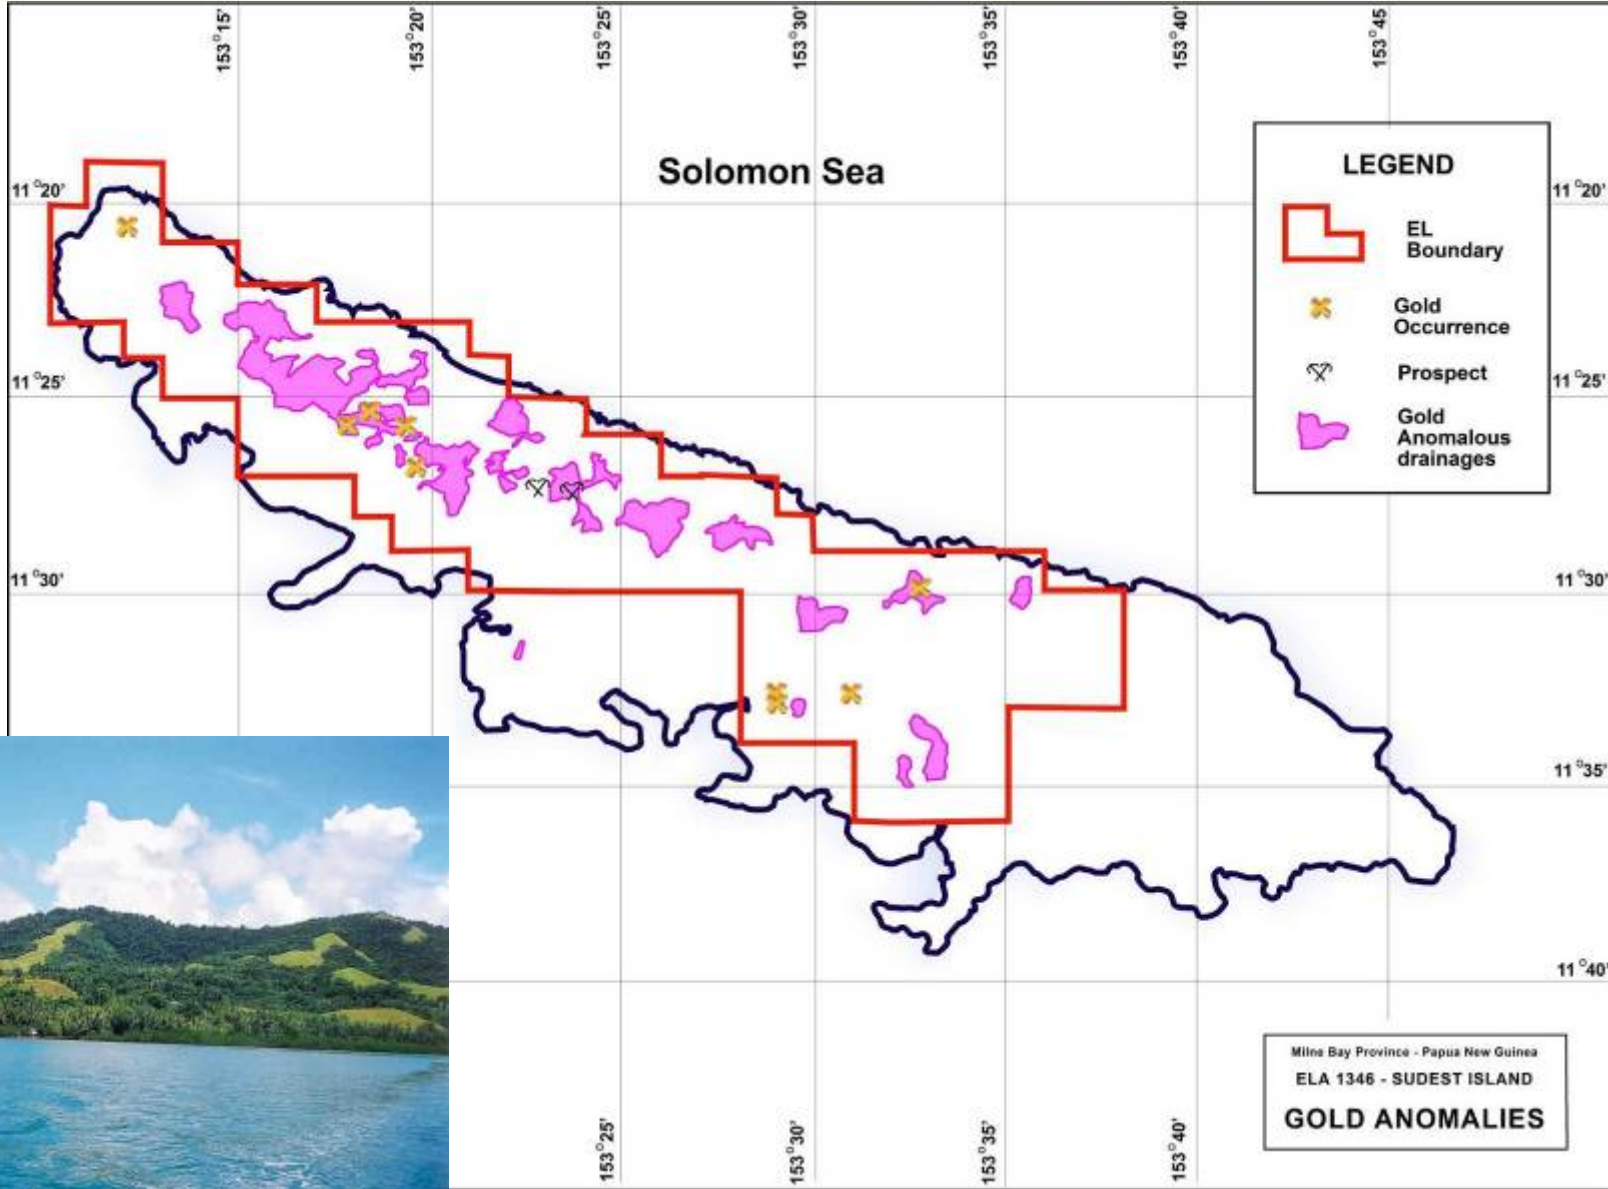 153°15'
153°20'
153°25'
153°30'
153°35'
153°40'
153°45
Solomon Sea
LEGEND
EL
Boundary
Gold
Occurrence
Prospect
Gold
Anomalous
drainages
11°20'
11°20'
11°25'
11°25'
11°30'
11°30'
11°35'
11°40'
153°25'
153°30'
153°35'
153°40'
Milne Bay Province - Papua New Guinea
ELA 1346 - SUDEST ISLAND
GOLD ANOMALIES